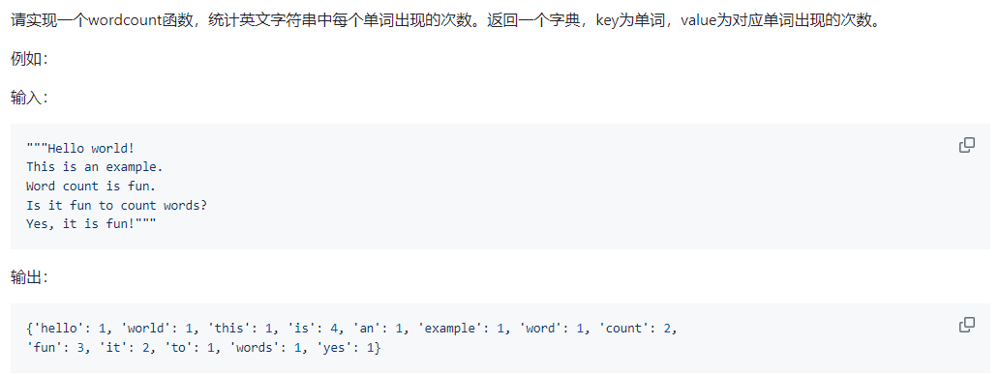 请实现一个wordcount函数，统计英文字符串中每个单词出现的次数。返回一个字典，key为单词，value为对应单词出现的次数。
例如：
输入：
"""Hello world!
This is an example.
Word count is fun.
Is it fun to count words?
Yes, it is fun!"""
输出：
{'hello': 1, 'world': 1, 'this': 1, 'is': 4, 'an': 1, 'example': 1, 'word': 1, 'count': 2,
'fun': 3, 'it': 2, 'to': 1, 'words': 1, 'yes': 1}